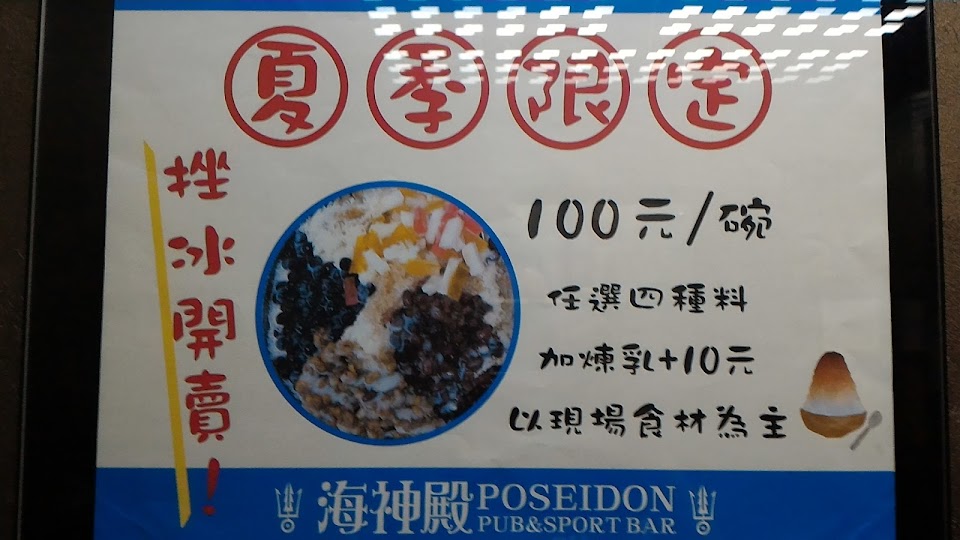 夏季限定
挫冰開賣！
100元/碗
任選四種料
加煉乳+10元
以現場食材為主
海神殿 POSEIDON
PUB&SPORT BAR